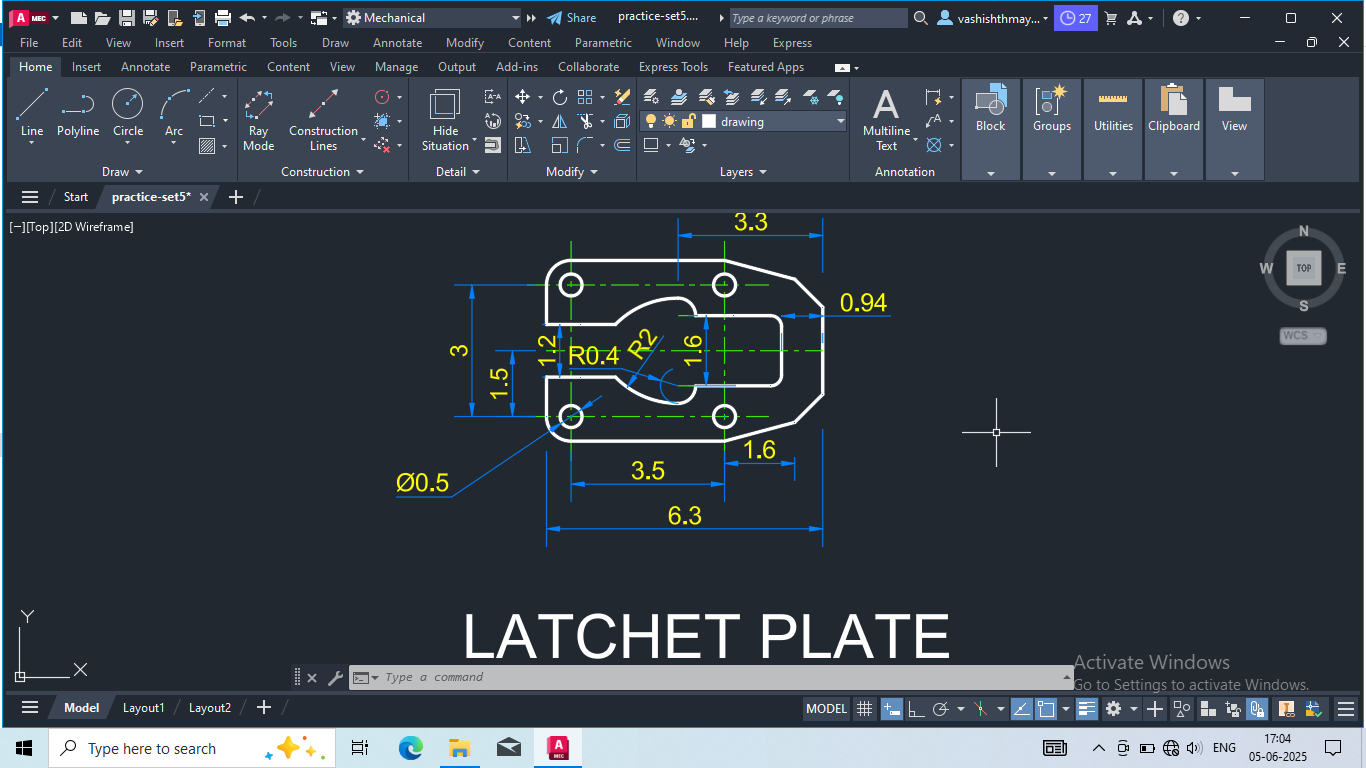 A MEC Mechanical Share practice-set5.... Type a keyword or phrase vashishthmay... 27
File Edit View Insert Format Tools Draw Annotate Modify Content Parametric Window Help Express
Home Insert Annotate Parametric Content View Manage Output Add-ins Collaborate Express Tools Featured Apps
drawing
Line Polyline Circle Arc Ray Mode Construction Lines Hide Situation Multiline Text Block Groups Utilities Clipboard View
Draw Construction Detail Modify Layers Annotation
Start practice-set5*
[−][Top][2D Wireframe]
3.3
N
W TOP E
S
WCS
0.94
3
1.2
R0.4
R2
1.6
1.5
1.6
3.5
Ø0.5
6.3
LATCHET PLATE
Y
X
Type a command
Activate Windows
Go to Settings to activate Windows.
Model Layout1 Layout2 MODEL
Type here to search
A MEC
ENG
17:04
05-06-2025